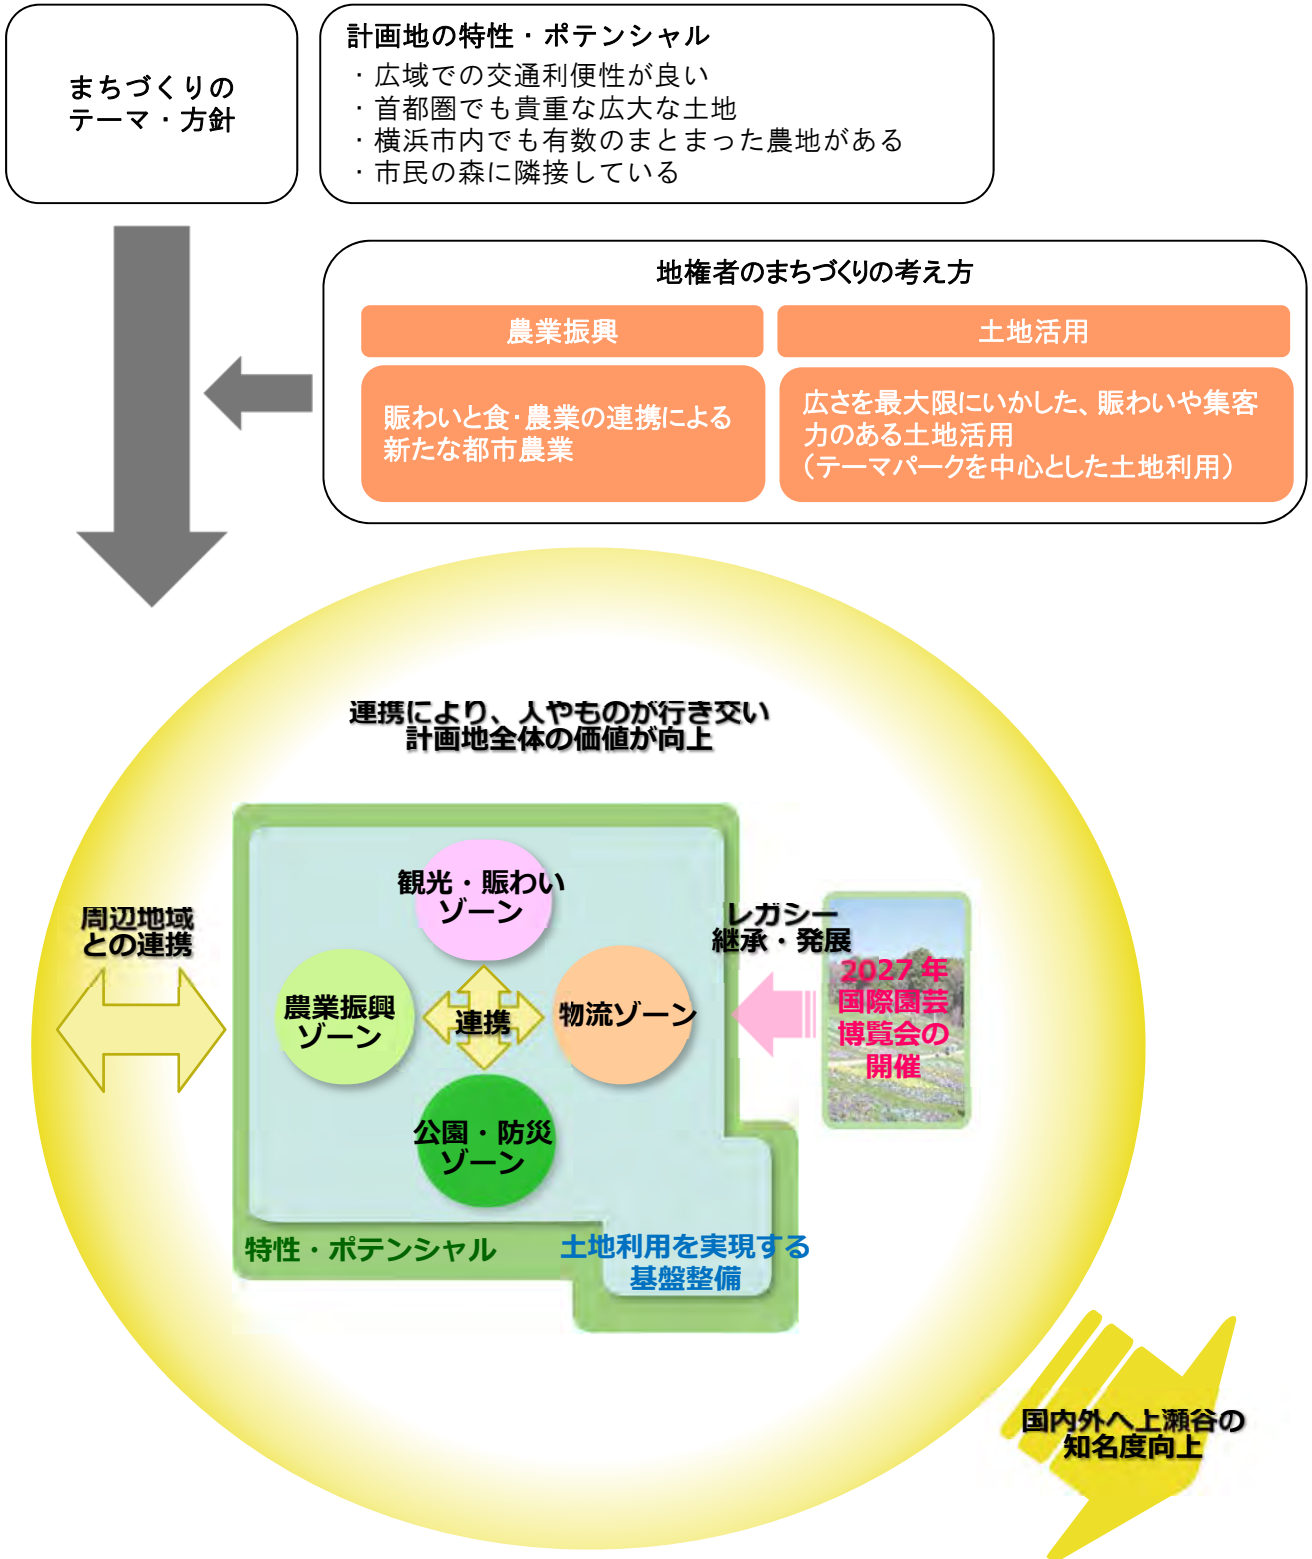 まちづくりの
テーマ・方針
計画地の特性・ポテンシャル
・広域での交通利便性が良い
・首都圏でも貴重な広大な土地
・横浜市内でも有数のまとまった農地がある
・市民の森に隣接している
地権者のまちづくりの考え方
農業振興
土地活用
賑わいと食・農業の連携による
新たな都市農業
広さを最大限にいかした、賑わいや集客
力のある土地活用
（テーマパークを中心とした土地利用）
連携により、人やものが行き交い
計画地全体の価値が向上
周辺地域
との連携
観光・賑わい
ゾーン
農業振興
ゾーン
連携
物流ゾーン
公園・防災
ゾーン
レガシー
継承・発展
2027 年
国際園芸
博覧会の
開催
特性・ポテンシャル
土地利用を実現する
基盤整備
国内外へ上瀬谷の
知名度向上